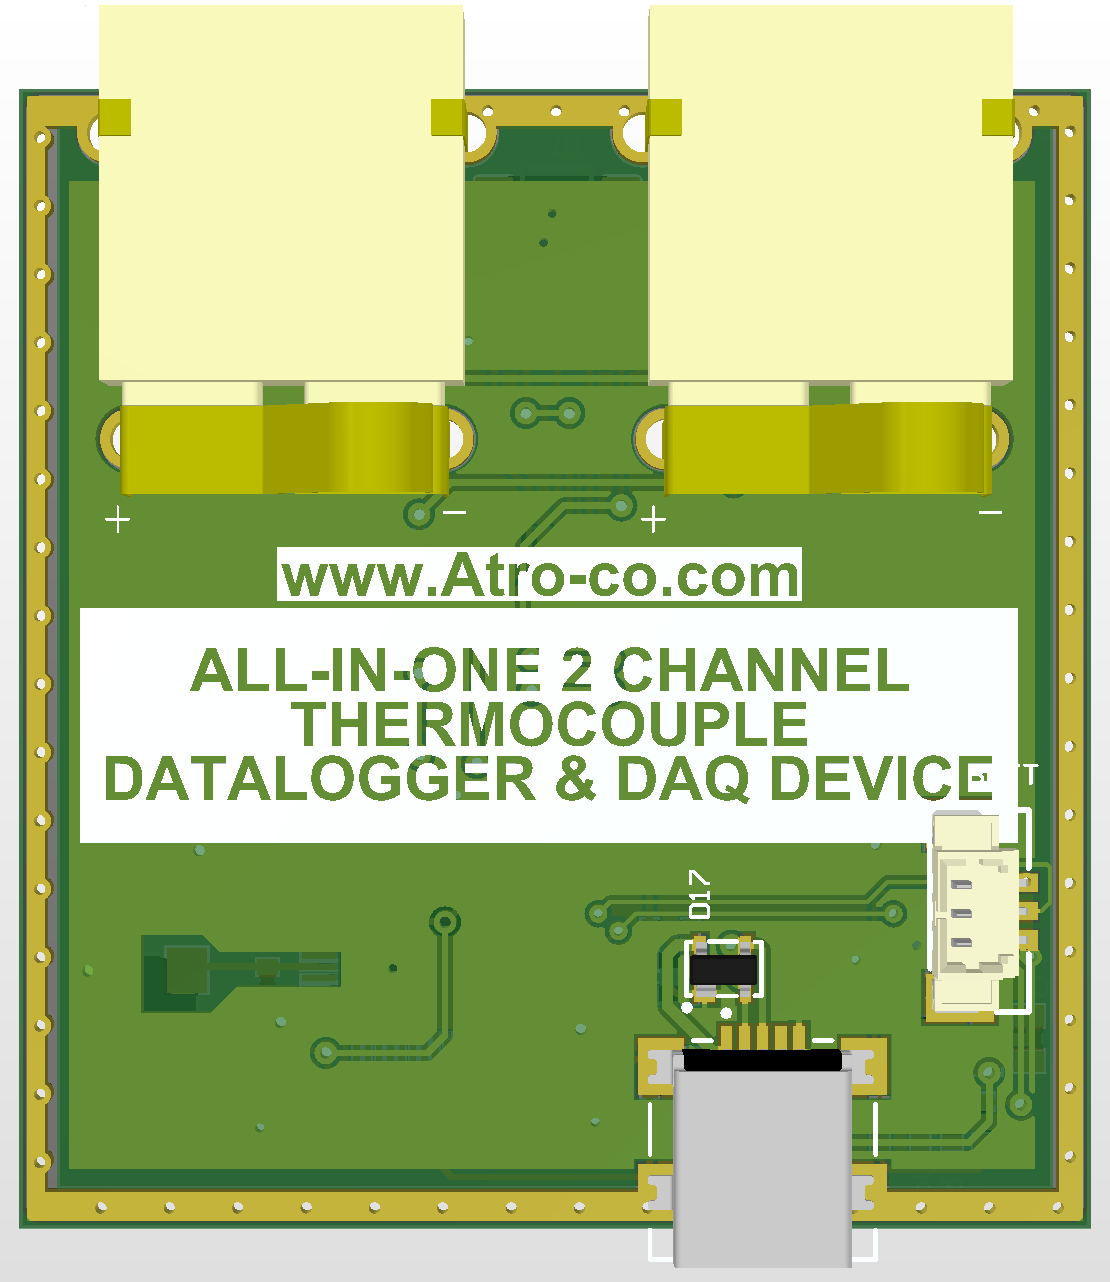 + − + −
www.Atro-co.com
ALL-IN-ONE 2 CHANNEL
THERMOCOUPLE
DATALOGGER & DAQ DEVICE
D17